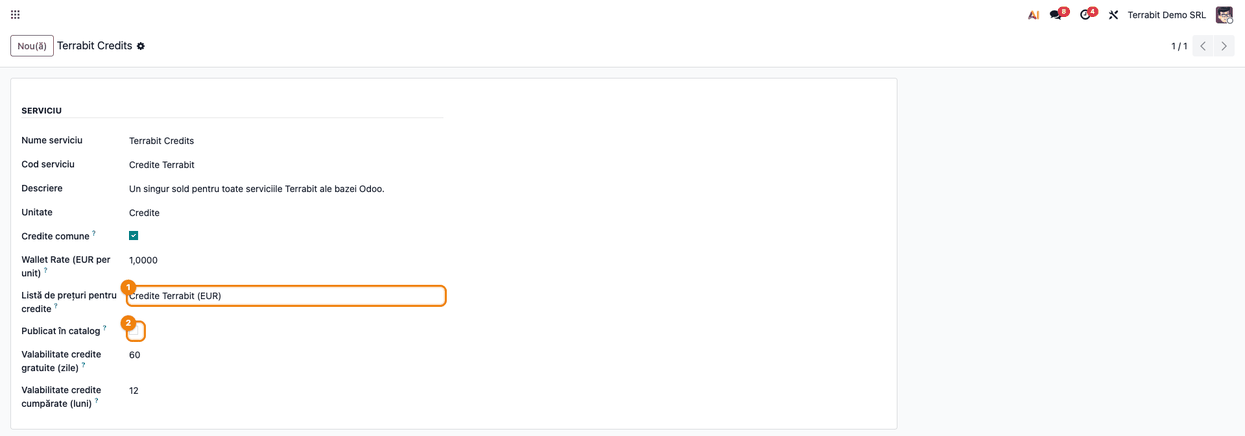 AI 8 4 Terrabit Demo SRL
Nou(ă) Terrabit Credits 1 / 1
SERVICIU
Nume serviciu Terrabit Credits
Cod serviciu Credite Terrabit
Descriere Un singur sold pentru toate serviciile Terrabit ale bazei Odoo.
Unitate Credite
Credite comune ?
Wallet Rate (EUR per 1,0000
unit) ?
1
Listă de prețuri pentru Credite Terrabit (EUR)
credite ?
2
Publicat în catalog ?
Valabilitate credite 60
gratuite (zile) ?
Valabilitate credite 12
cumpărate (luni) ?